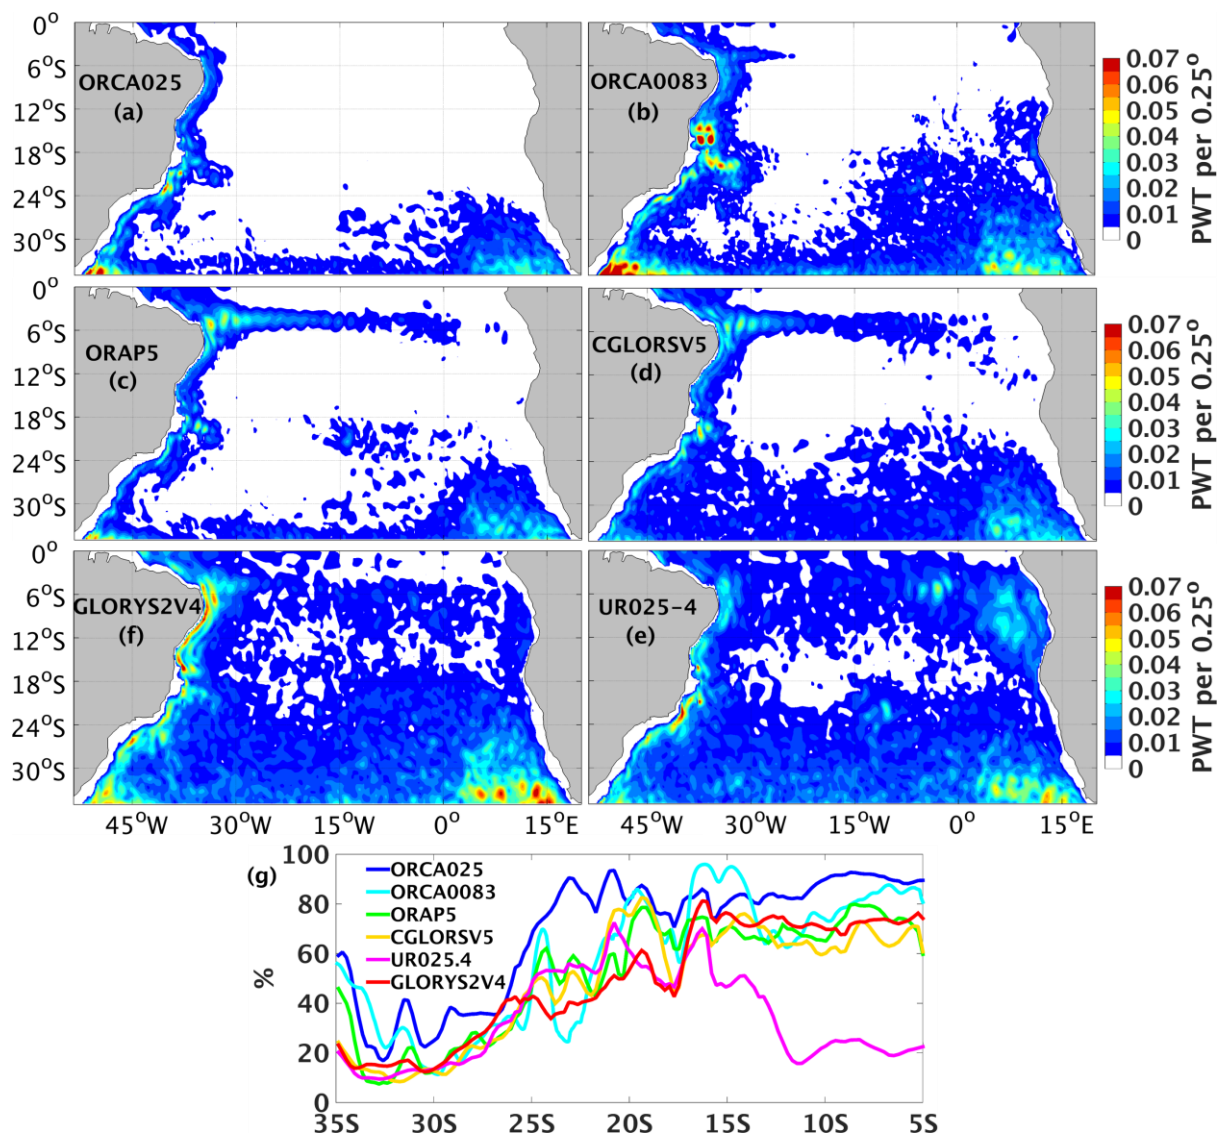 0°
6°S
12°S
18°S
24°S
30°S
ORCA025
(a)
ORCA0083
(b)
0.07
0.06
0.05
0.04
0.03
0.02
0.01
0
PWT per 0.25°
0°
6°S
12°S
18°S
24°S
30°S
ORAP5
(c)
CGLORSV5
(d)
0.07
0.06
0.05
0.04
0.03
0.02
0.01
0
PWT per 0.25°
0°
6°S
12°S
18°S
24°S
30°S
GLORYS2V4
(f)
UR025-4
(e)
0.07
0.06
0.05
0.04
0.03
0.02
0.01
0
PWT per 0.25°
45°W 30°W 15°W 0° 15°E
45°W 30°W 15°W 0° 15°E
(g)
%
100
80
60
40
20
0
ORCA025
ORCA0083
ORAP5
CGLORSV5
UR025.4
GLORYS2V4
35S 30S 25S 20S 15S 10S 5S